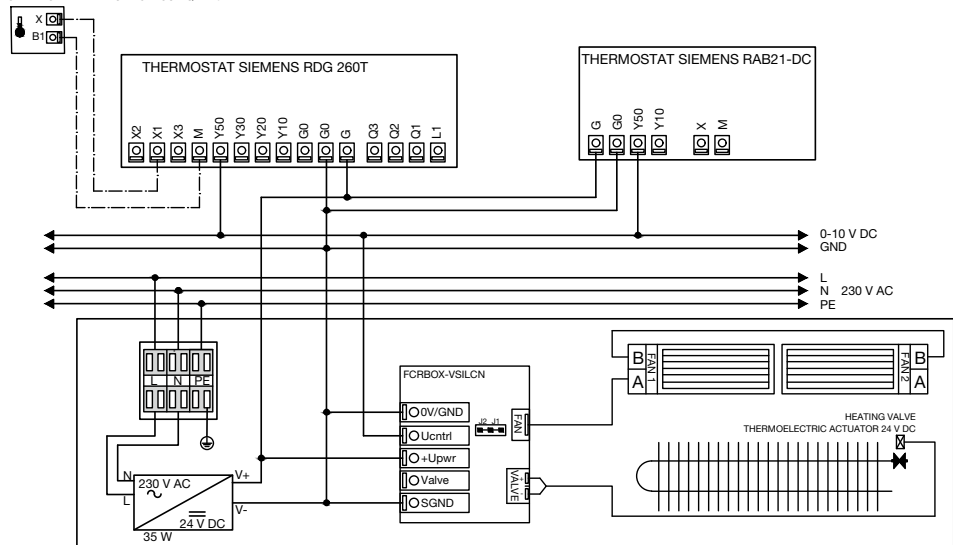 X
B1
THERMOSTAT SIEMENS RDG 260T
X2 X1 X3 M Y50 Y30 Y20 Y10 G0 G0 G Q3 Q2 Q1 L1
THERMOSTAT SIEMENS RAB21-DC
G G0 Y50 Y10 X M
0-10 V DC
GND
L
N 230 V AC
PE
L N PE
N
L
230 V AC
24 V DC
35 W
V+
V-
FCRBOX-VSILCN
0V/GND
Ucntrl
+Upwr
Valve
SGND
J2 J1
FAN
VALVE
+
-
B
A
FAN 1
FAN 2
B
A
HEATING VALVE
THERMOELECTRIC ACTUATOR 24 V DC